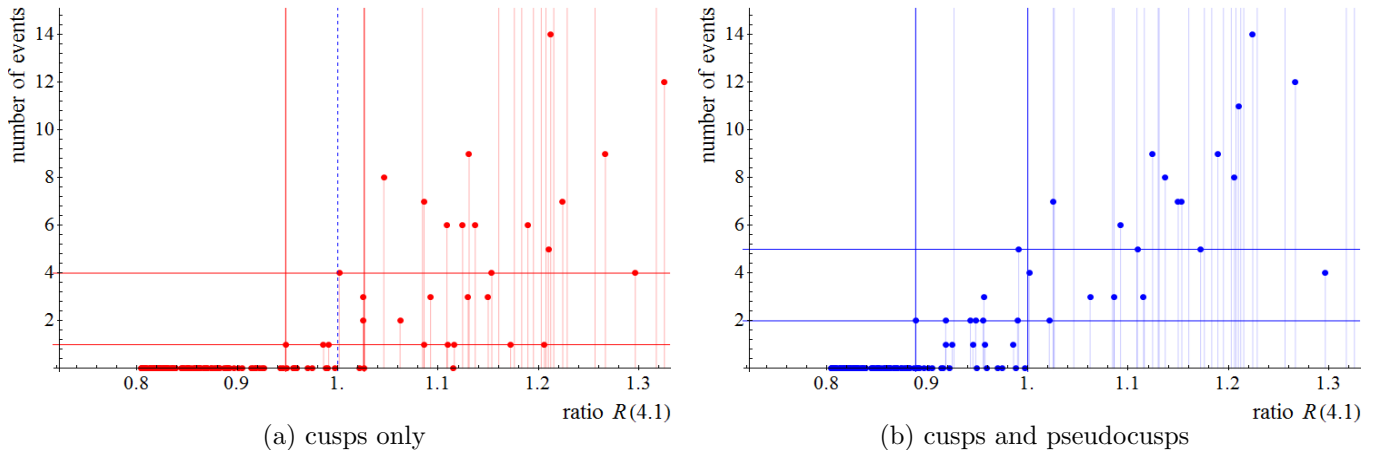 number of events
14
12
10
8
6
4
2
0.8 0.9 1. 1.1 1.2 1.3
ratio R(4.1)
(a) cusps only
number of events
14
12
10
8
6
4
2
0.8 0.9 1. 1.1 1.2 1.3
ratio R(4.1)
(b) cusps and pseudocusps